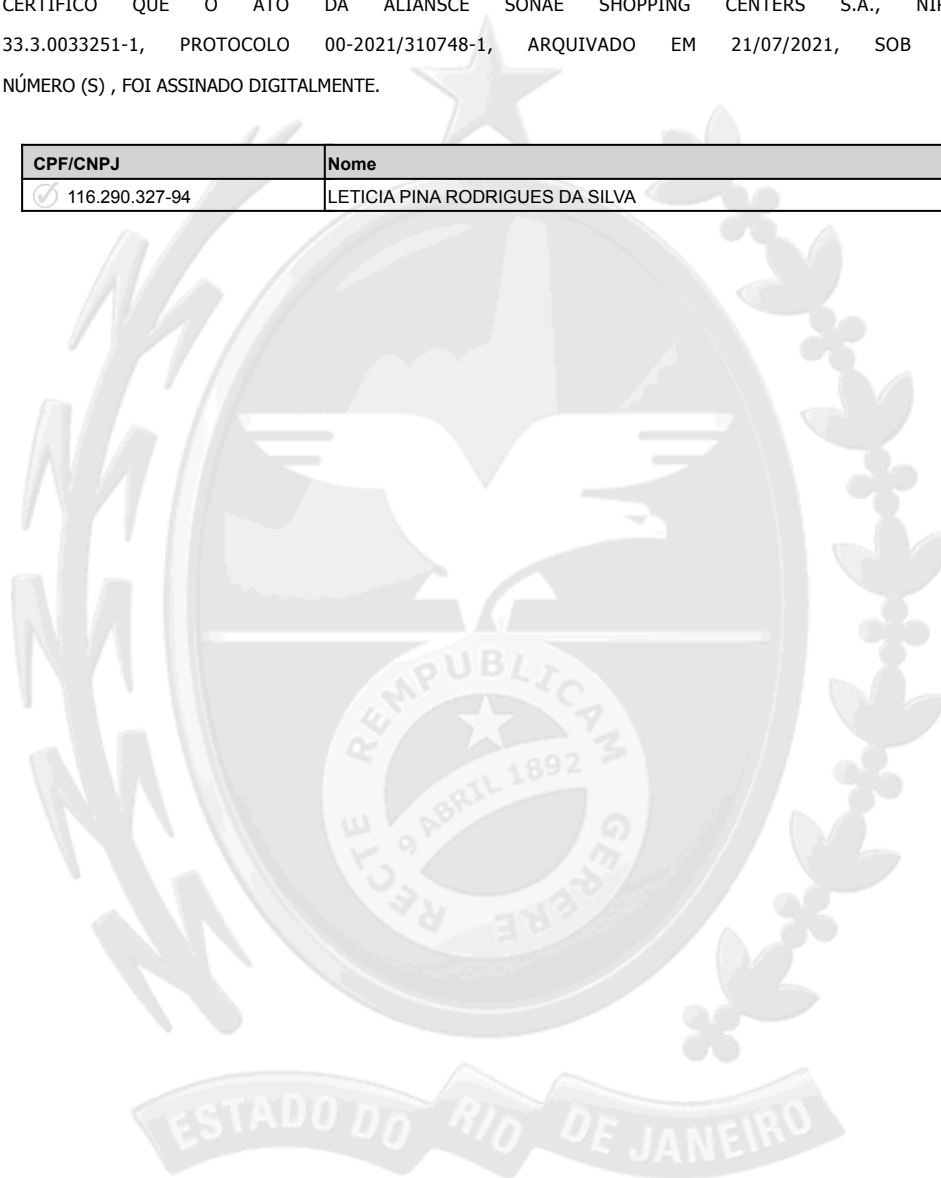 CERTIFICO QUE O ATO DA ALIANSCE SONAE SHOPPING CENTERS S.A.,
33.3.0033251-1, PROTOCOLO 00-2021/310748-1, ARQUIVADO EM 21/07/2021, SOB
NÚMERO (S) , FOI ASSINADO DIGITALMENTE.
CPF/CNPJ Nome
116.290.327-94 LETICIA PINA RODRIGUES DA SILVA
RECTE REMPUBLICAM GERERE
9 ABRIL 1892
ESTADO DO RIO DE JANEIRO